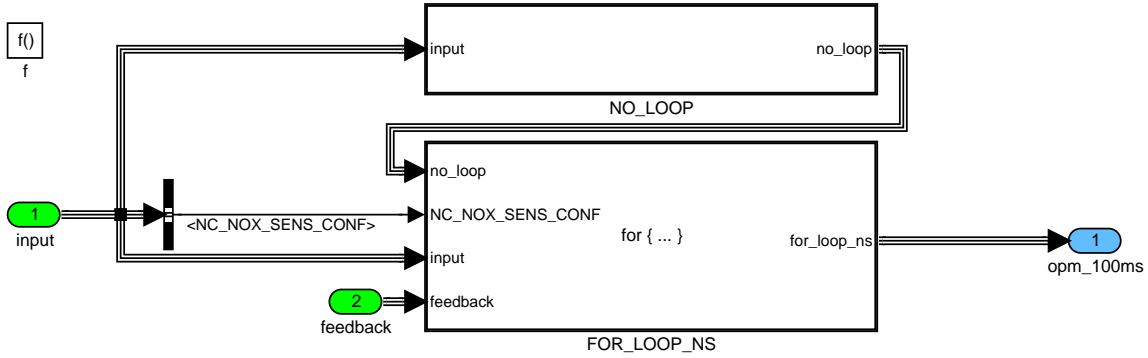 f()
f
input
no_loop
NO_LOOP
no_loop
1
input
<NC_NOX_SENS_CONF>
NC_NOX_SENS_CONF
for { ... }
for_loop_ns
1
opm_100ms
input
2
feedback
feedback
FOR_LOOP_NS